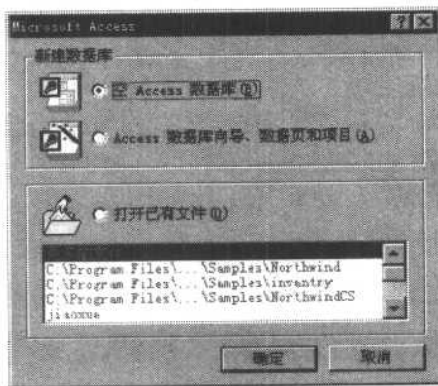 Microsoft Access
新建数据库
空 Access 数据库(B)
Access 数据库向导、数据页和项目(A)
打开已有文件(O)
C:\Program Files\...\Samples\Northwind
C:\Program Files\...\Samples\inventry
C:\Program Files\...\Samples\NorthwindCS
jiaoxue
确定
取消